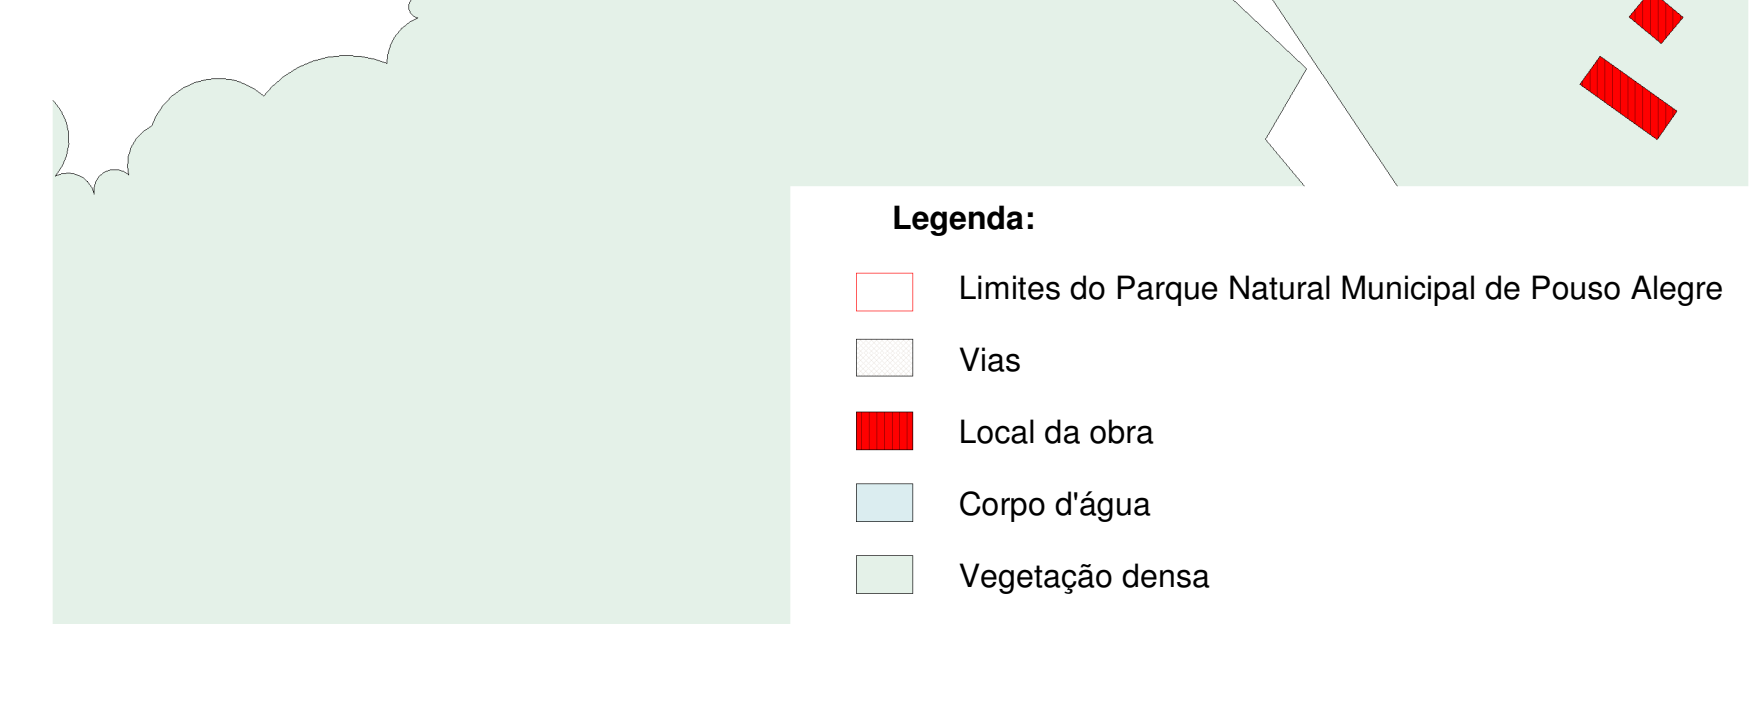 Legenda:
Limites do Parque Natural Municipal de Pouso Alegre
Vias
Local da obra
Corpo d'água
Vegetação densa